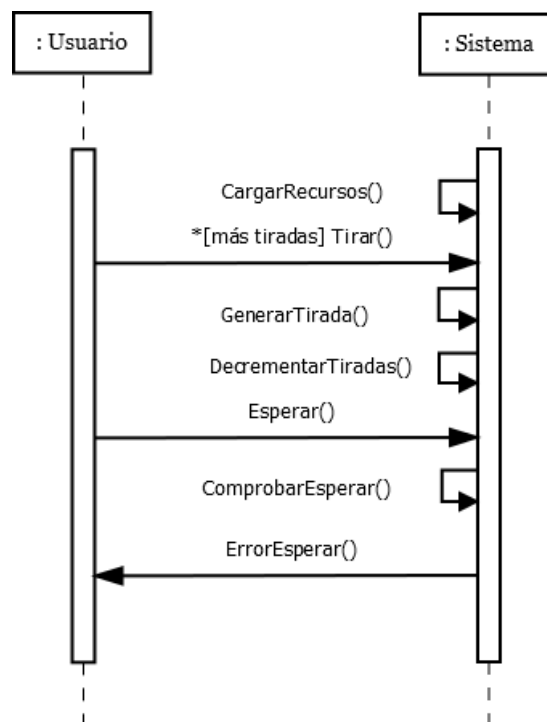 : Usuario
: Sistema
CargarRecursos()
*[más tiradas] Tirar()
GenerarTirada()
DecrementarTiradas()
Esperar()
ComprobarEsperar()
ErrorEsperar()